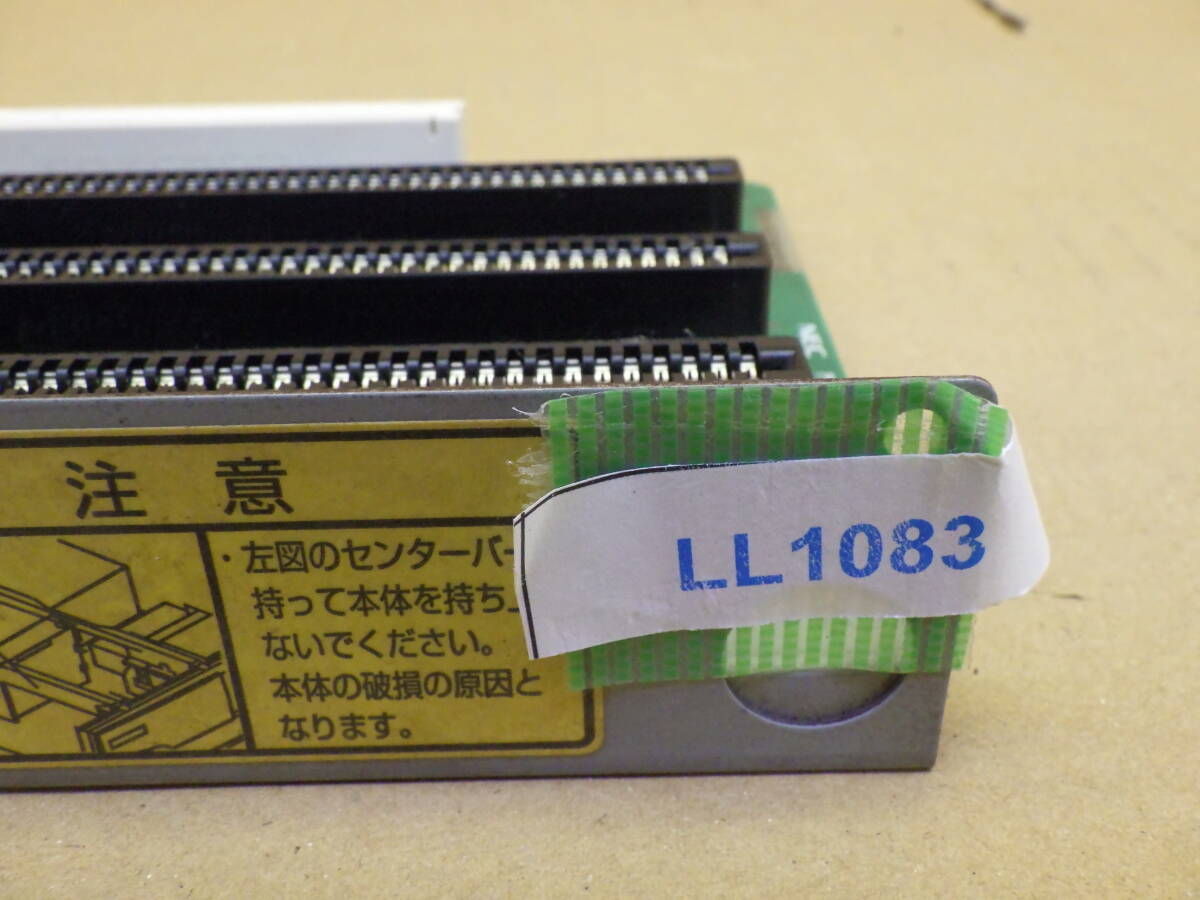 NEC
注意
・左図のセンターバー
持って本体を持ち上
ないでください。
本体の破損の原因と
なります。
LL1083